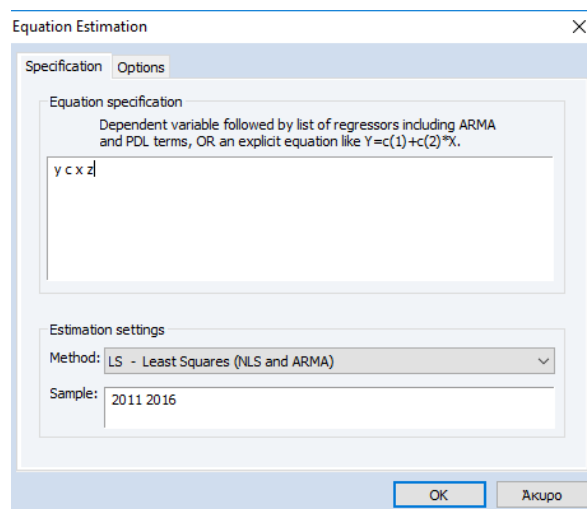 Equation Estimation
Specification Options
Equation specification
Dependent variable followed by list of regressors including ARMA
and PDL terms, OR an explicit equation like Y=c(1)+c(2)*X.
y c x z
Estimation settings
Method: LS - Least Squares (NLS and ARMA)
Sample: 2011 2016
OK Άκυρο